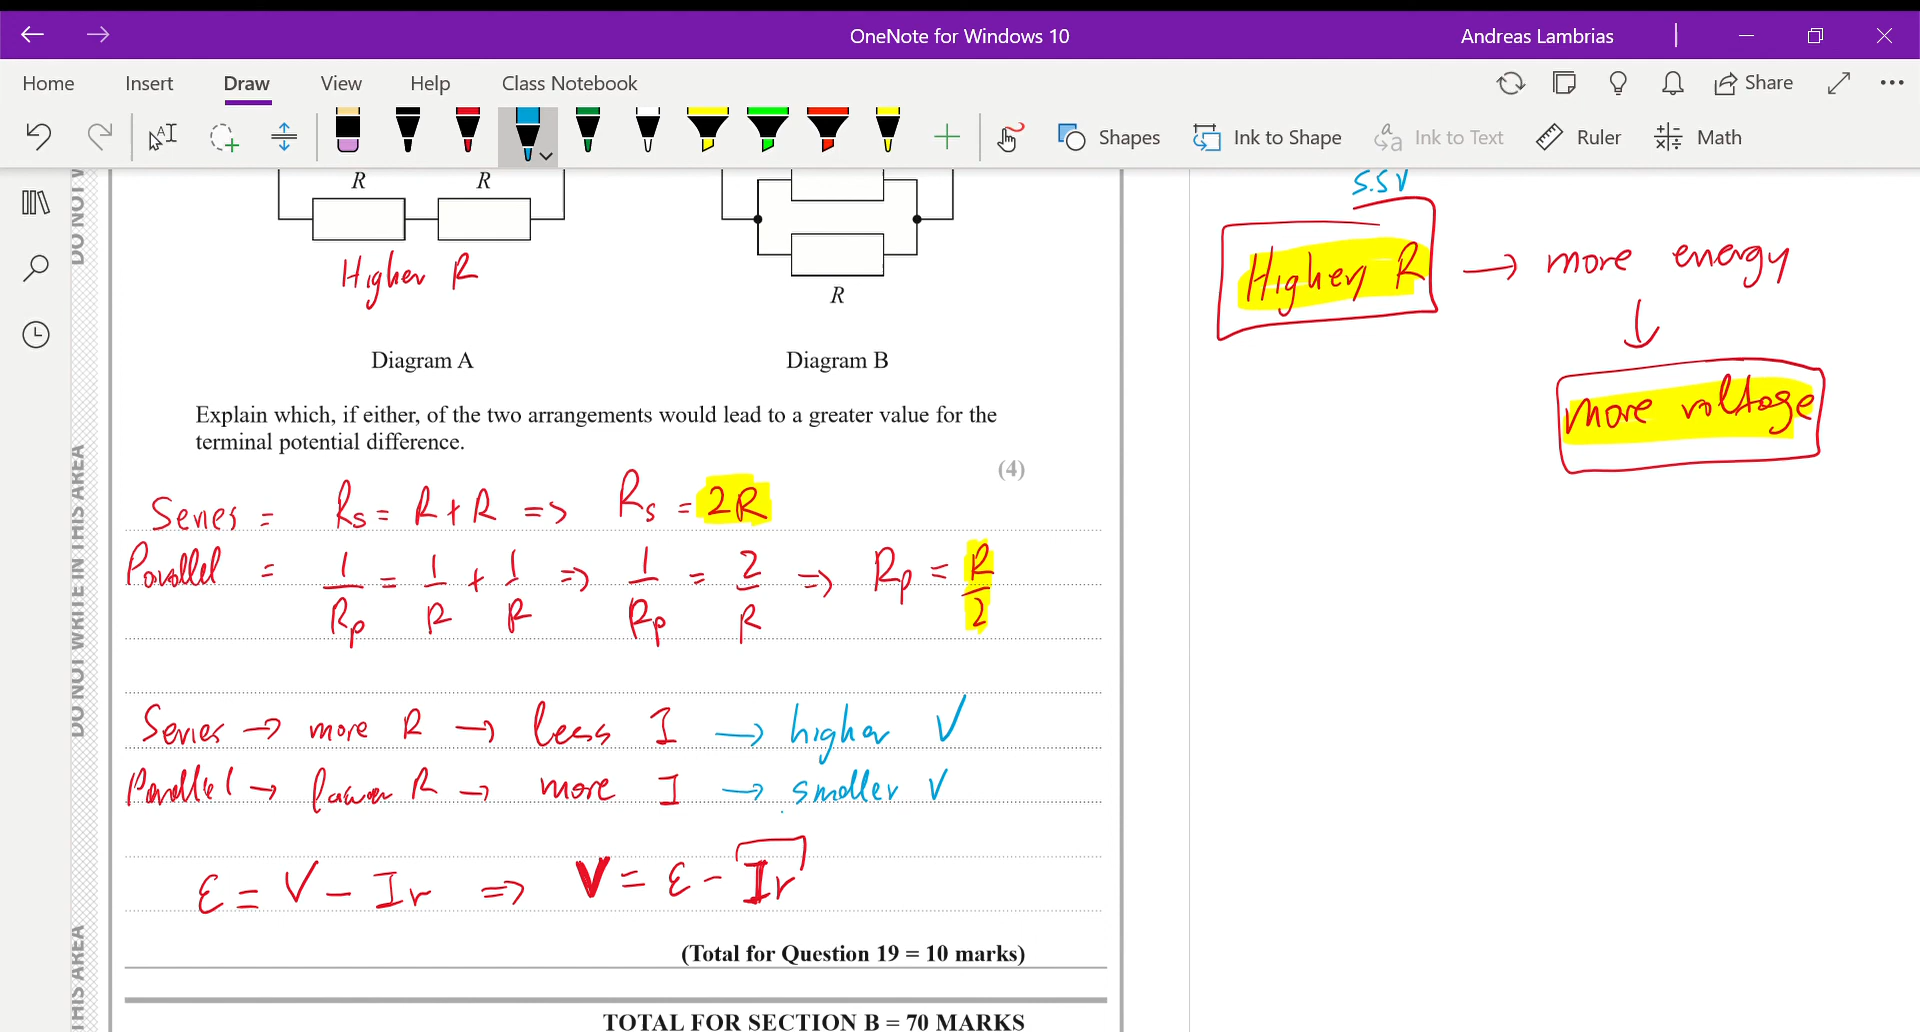 OneNote for Windows 10
Andreas Lambrias
Home Insert Draw View Help Class Notebook Share
Shapes Ink to Shape Ink to Text Ruler Math
R R
Higher R
R
Diagram A Diagram B
Explain which, if either, of the two arrangements would lead to a greater value for the
terminal potential difference.
(4)
Series = Rs = R + R => Rs = 2R
Parallel = 1/Rp = 1/R + 1/R => 1/Rp = 2/R => Rp = R/2
Series → more R → less I → higher V
Parallel → lower R → more I → smaller V
ε = V - Ir => V = ε - Ir
(Total for Question 19 = 10 marks)
TOTAL FOR SECTION B = 70 MARKS
5.5V
Higher R → more energy
↓
more voltage
DO NOT WRITE IN THIS AREA
THIS AREA